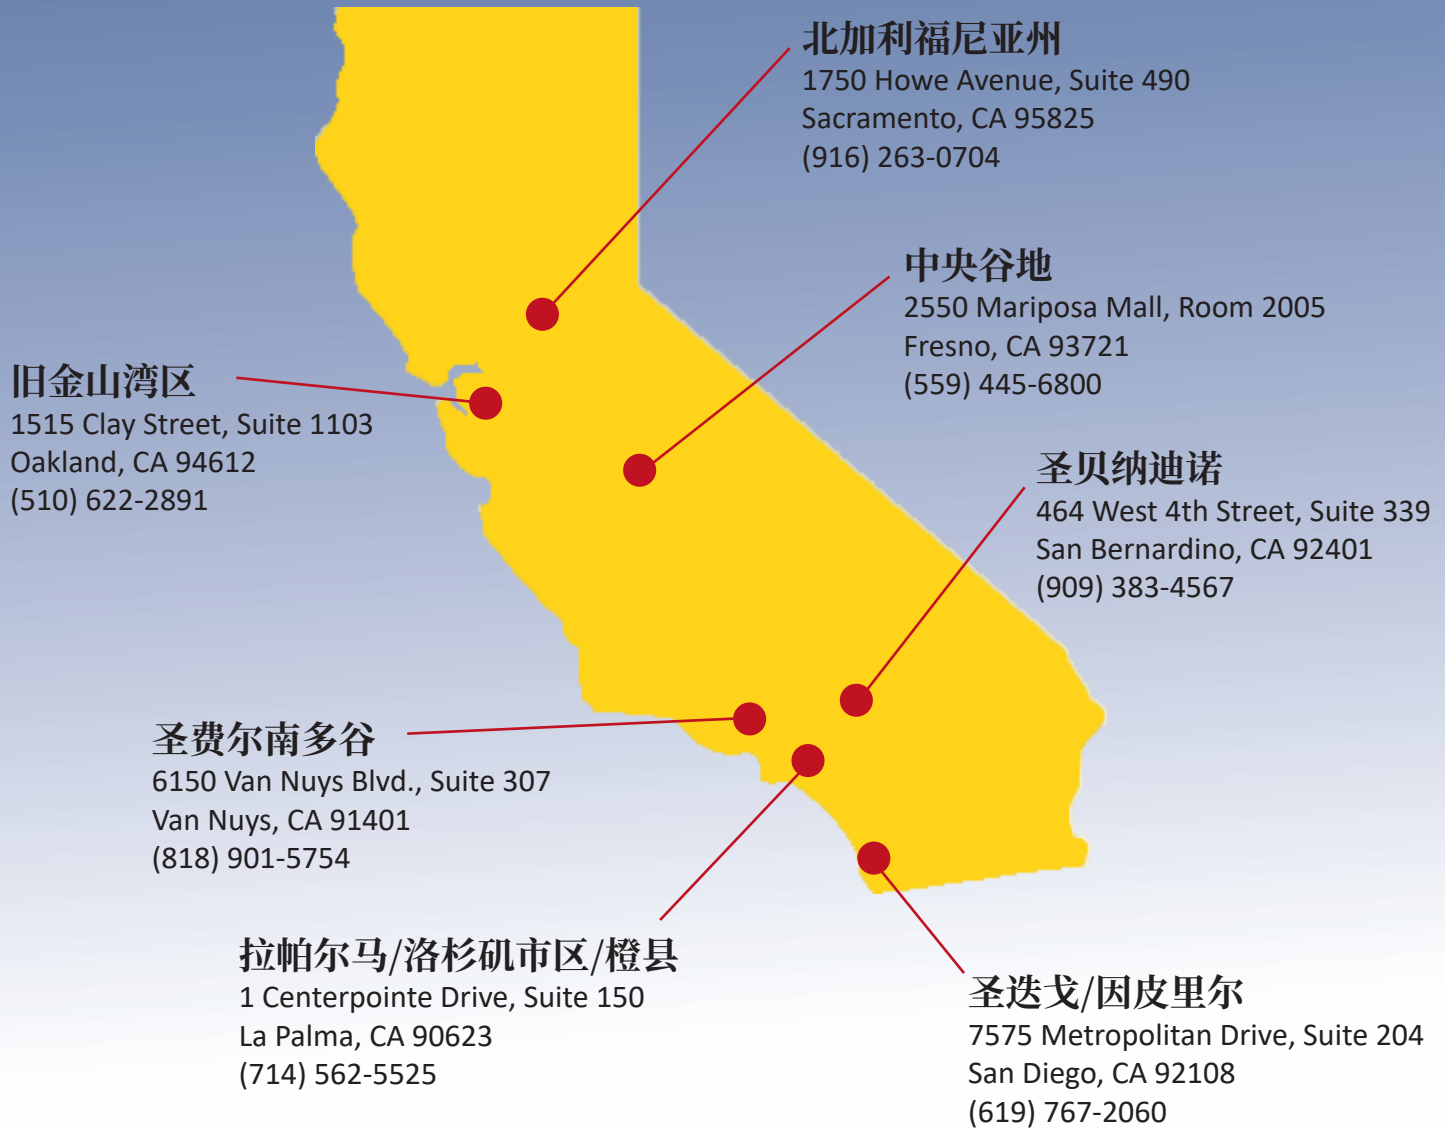 北加利福尼亚州
1750 Howe Avenue, Suite 490
Sacramento, CA 95825
(916) 263-0704
中央谷地
2550 Mariposa Mall, Room 2005
Fresno, CA 93721
(559) 445-6800
旧金山湾区
1515 Clay Street, Suite 1103
Oakland, CA 94612
(510) 622-2891
圣贝纳迪诺
464 West 4th Street, Suite 339
San Bernardino, CA 92401
(909) 383-4567
圣费尔南多谷
6150 Van Nuys Blvd., Suite 307
Van Nuys, CA 91401
(818) 901-5754
拉帕尔马/洛杉矶市区/橙县
1 Centerpointe Drive, Suite 150
La Palma, CA 90623
(714) 562-5525
圣迭戈/因皮里尔
7575 Metropolitan Drive, Suite 204
San Diego, CA 92108
(619) 767-2060